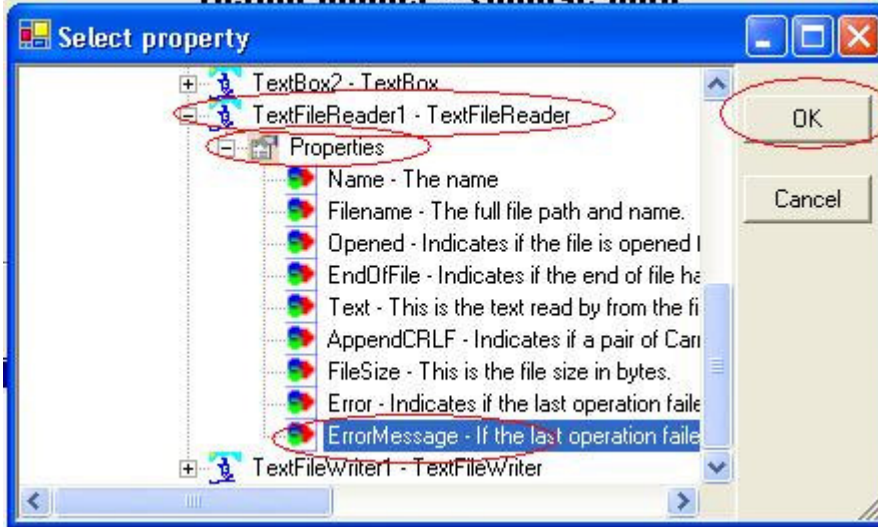 Select property
TextBox2 - TextBox
TextFileReader1 - TextFileReader
Properties
Name - The name
Filename - The full file path and name.
Opened - Indicates if the file is opened
EndOfFile - Indicates if the end of file ha
Text - This is the text read by from the fi
AppendCRLF - Indicates if a pair of Carr
FileSize - This is the file size in bytes.
Error - Indicates if the last operation faile
ErrorMessage - If the last operation faile
TextFileWriter1 - TextFileWriter
OK
Cancel